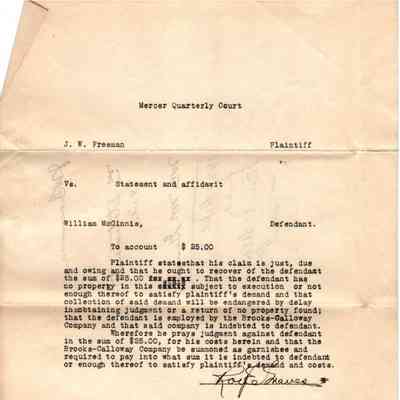 Mercer Quarterly Court
J. W. Freeman Plaintiff
Vs. Statement and affidavit
William McGinnis, Defendant.
To account $ 25.00
Plaintiff statesthat his claim is just, due
and owing and that he ought to recover of the defendant
the sum of $25.00 . That the defendant has
no property in this subject to execution or not
enough thereof to satisfy plaintiff's demand and that
collection of said demand will be endangered by delay
inobtaining judgment or a return of no property found;
that the defendant is employed by the Brooks-Calloway
Company and that said company is indebted to defendant.
Wherefore he prays judgment against defendant
in the sum of $25.00, for his costs herein and that the
Brooks-Calloway Company be summoned as garnishee and
required to pay into what sum it is indebted to defendant
or enough thereof to satisfy plaintiff's demand and costs.